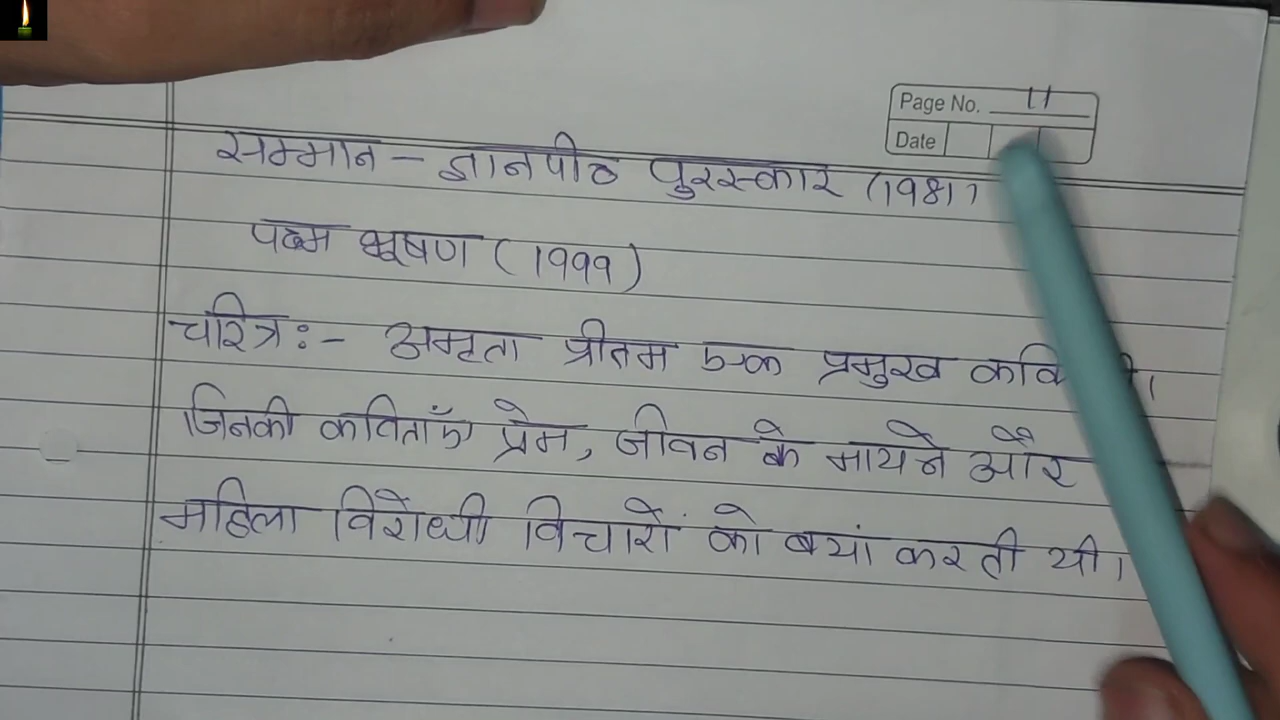 Page No. 11
Date
सम्मान - ज्ञानपीठ पुरस्कार (1981)
पद्म भूषण (1999)
चरित्र:- अमृता प्रीतम एक प्रमुख
जिनकी कविताएँ प्रेम, जीवन के मायने और
महिला विरोधी विचारों को बयां करती थी।